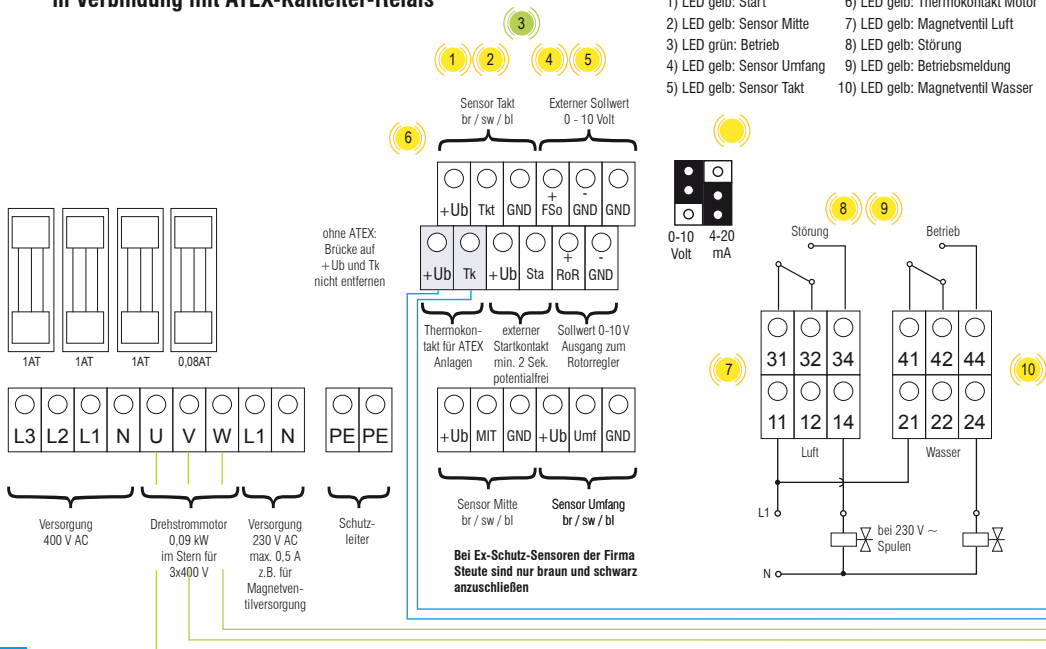 in Verbindung mit ATEX-Kaltleiter-Relais
1) LED gelb: Start
2) LED gelb: Sensor Mitte
3) LED grün: Betrieb
4) LED gelb: Sensor Umfang
5) LED gelb: Sensor Takt
6) LED gelb: Thermokontakt Motor
7) LED gelb: Magnetventil Luft
8) LED gelb: Störung
9) LED gelb: Betriebsmeldung
10) LED gelb: Magnetventil Wasser
3
1 2 4 5
Sensor Takt
br / sw / bl
Externer Sollwert
0 - 10 Volt
6
+Ub Tkt GND + FSo - GND GND
ohne ATEX:
Brücke auf
+Ub und Tk
nicht entfernen
+Ub Tk +Ub Sta + RoR - GND
Thermokon-
takt für ATEX
Anlagen
externer
Startkontakt
min. 2 Sek.
potentialfrei
Sollwert 0-10 V
Ausgang zum
Rotorregler
0-10
Volt
4-20
mA
8 9
Störung
Betrieb
31 32 34
41 42 44
7
10
11 12 14
21 22 24
Luft
Wasser
L1
bei 230 V ~
Spulen
N
1AT 1AT 1AT 0,08AT
L3 L2 L1 N U V W L1 N
PE PE
+Ub MIT GND +Ub Umf GND
Versorgung
400 V AC
Drehstrommotor
0,09 kW
im Stern für
3x400 V
Versorgung
230 V AC
max. 0,5 A
z.B. für
Magnetven-
tilversorgung
Schutz-
leiter
Sensor Mitte
br / sw / bl
Sensor Umfang
br / sw / bl
Bei Ex-Schutz-Sensoren der Firma
Steute sind nur braun und schwarz
anzuschließen